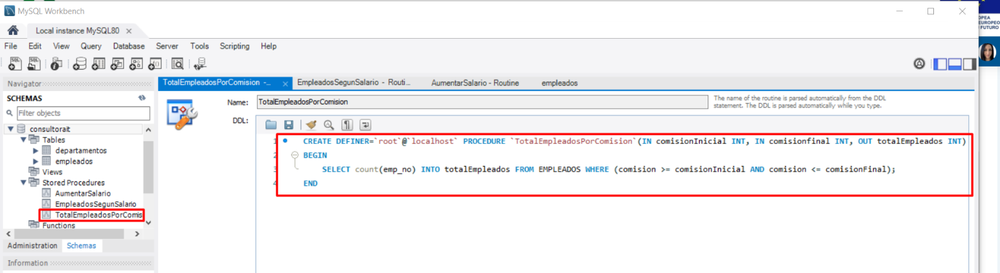 MySQL Workbench
Local instance MySQL80
File Edit View Query Database Server Tools Scripting Help
Navigator
SCHEMAS
Filter objects
consultorait
Tables
departamentos
empleados
Views
Stored Procedures
AumentarSalario
EmpleadosSegunSalario
TotalEmpleadosPorComis
Functions
Administration Schemas
Information
TotalEmpleadosPorComision -... EmpleadosSegunSalario - Routi... AumentarSalario - Routine empleados
Name: TotalEmpleadosPorComision
The name of the routine is parsed automatically from the DDL
statement. The DDL is parsed automatically while you type.
DDL:
1 CREATE DEFINER=`root`@`localhost` PROCEDURE `TotalEmpleadosPorComision`(IN comisionInicial INT, IN comisionfinal INT, OUT totalEmpleados INT)
2 BEGIN
3 SELECT count(emp_no) INTO totalEmpleados FROM EMPLEADOS WHERE (comision >= comisionInicial AND comision <= comisionFinal);
4 END
OPEA
EUROPEO
FUTURO